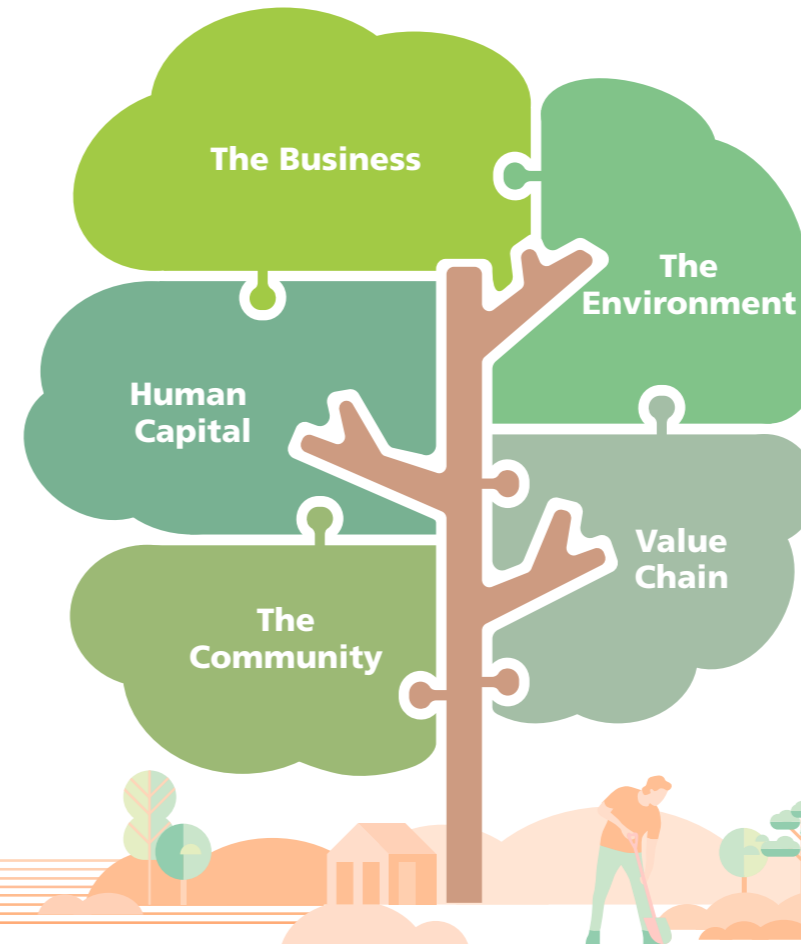 The Business
The
Environment
Human
Capital
Value
Chain
The
Community